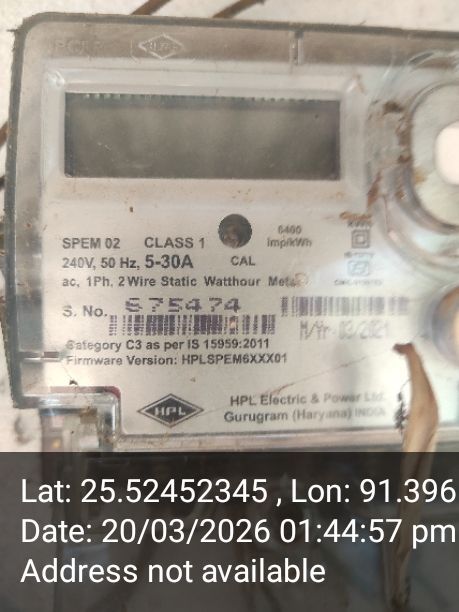 HPL
SPEM 02 CLASS 1
6400
imp/kWh
240V, 50 Hz, 5-30A CAL
ac, 1Ph, 2 Wire Static Watthour Meter
S. No. 675474
M/Yr-03/2021
Category C3 as per IS 15959:2011
Firmware Version: HPLSPEM6XXX01
HPL
HPL Electric & Power Ltd.
Gurugram (Haryana) INDIA
Lat: 25.52452345 , Lon: 91.396
Date: 20/03/2026 01:44:57 pm
Address not available